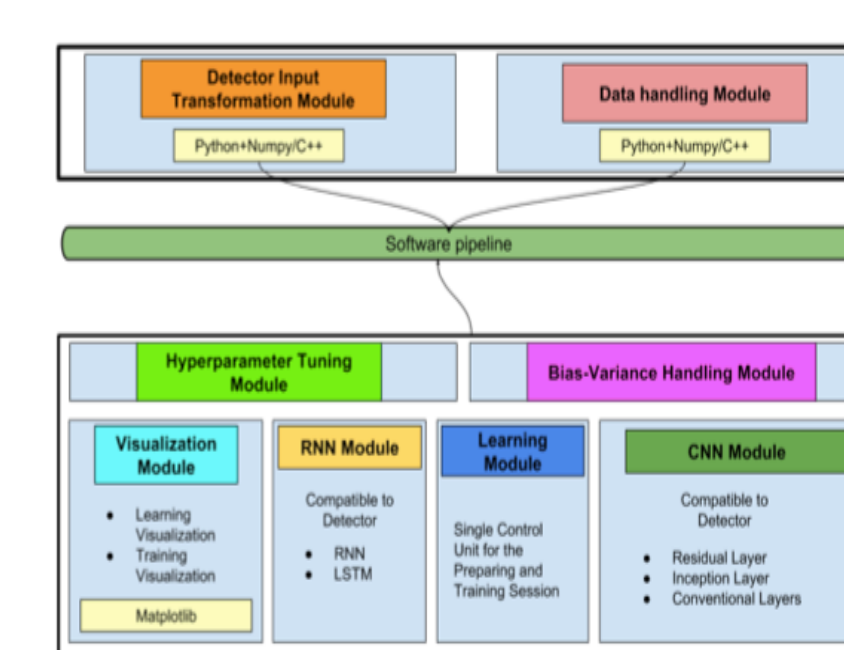 Detector Input
Transformation Module
Python+Numpy/C++
Data handling Module
Python+Numpy/C++
Software pipeline
Hyperparameter Tuning
Module
Bias-Variance Handling Module
Visualization
Module
• Learning
Visualization
• Training
Visualization
Matplotlib
RNN Module
Compatible to
Detector
• RNN
• LSTM
Learning
Module
Single Control
Unit for the
Preparing and
Training Session
CNN Module
Compatible to
Detector
• Residual Layer
• Inception Layer
• Conventional Layers